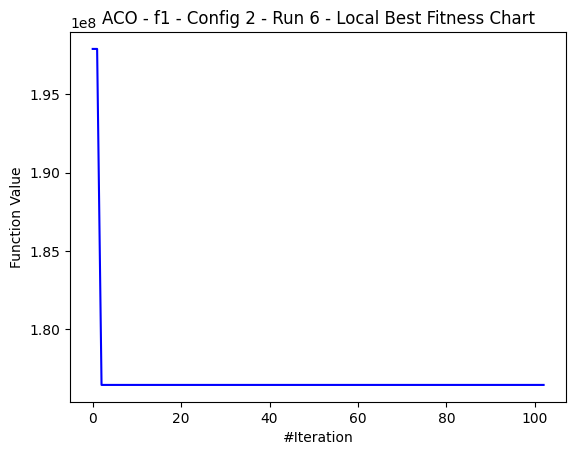 ACO - f1 - Config 2 - Run 6 - Local Best Fitness Chart
1e8
1.95
1.90
1.85
1.80
Function Value
0 20 40 60 80 100
#Iteration